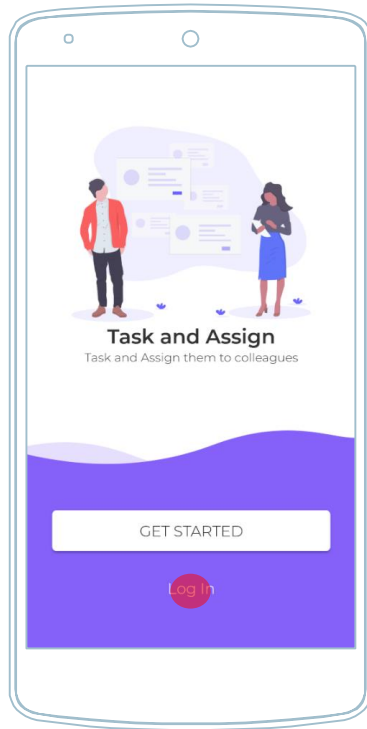 Task and Assign
Task and Assign them to colleagues
GET STARTED
Log In